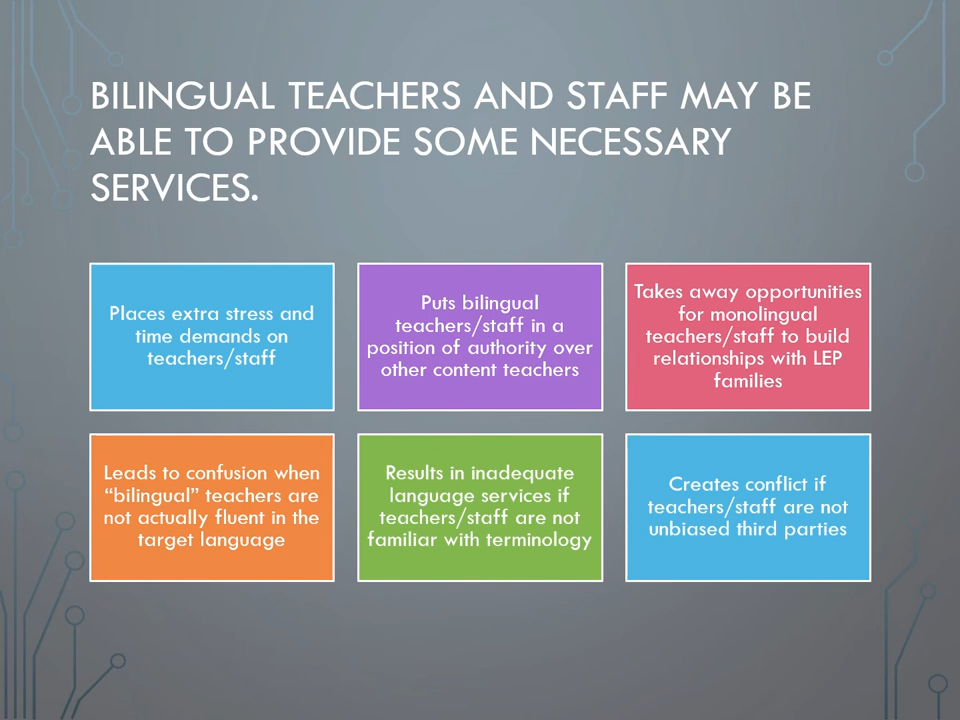 BILINGUAL TEACHERS AND STAFF MAY BE
ABLE TO PROVIDE SOME NECESSARY
SERVICES.
Places extra stress and
time demands on
teachers/staff
Puts bilingual
teachers/staff in a
position of authority over
other content teachers
Takes away opportunities
for monolingual
teachers/staff to build
relationships with LEP
families
Leads to confusion when
“bilingual” teachers are
not actually fluent in the
target language
Results in inadequate
language services if
teachers/staff are not
familiar with terminology
Creates conflict if
teachers/staff are not
unbiased third parties